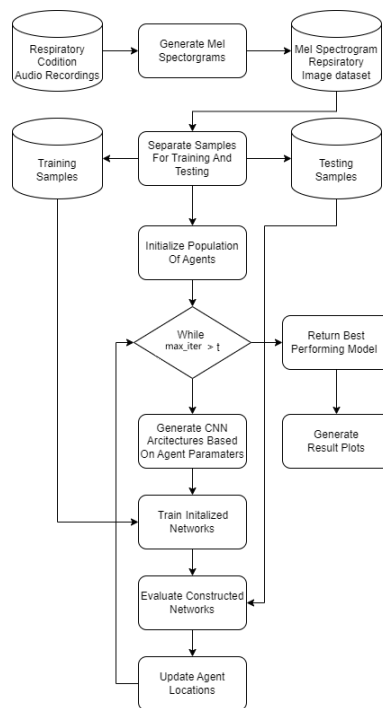 Respiratory
Codition
Audio Recordings
Generate Mel
Spectorgrams
Mel Spectrogram
Repsiratory
Image dataset
Training
Samples
Separate Samples
For Training And
Testing
Testing
Samples
Initialize Population
Of Agents
While
max_iter > t
Return Best
Performing Model
Generate CNN
Arcitectures Based
On Agent Paramaters
Generate
Result Plots
Train Initalized
Networks
Evaluate Constructed
Networks
Update Agent
Locations